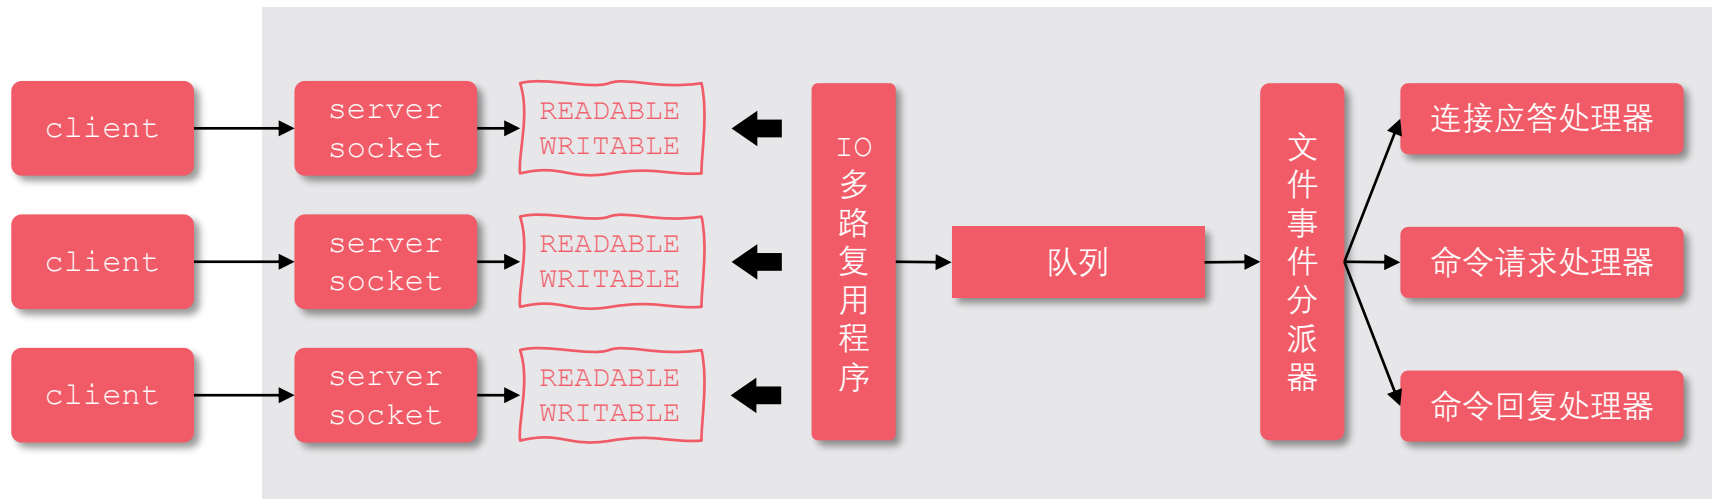 client
server
socket
READABLE
WRITABLE
client
server
socket
READABLE
WRITABLE
client
server
socket
READABLE
WRITABLE
IO多路复用程序
队列
文件事件分派器
连接应答处理器
命令请求处理器
命令回复处理器